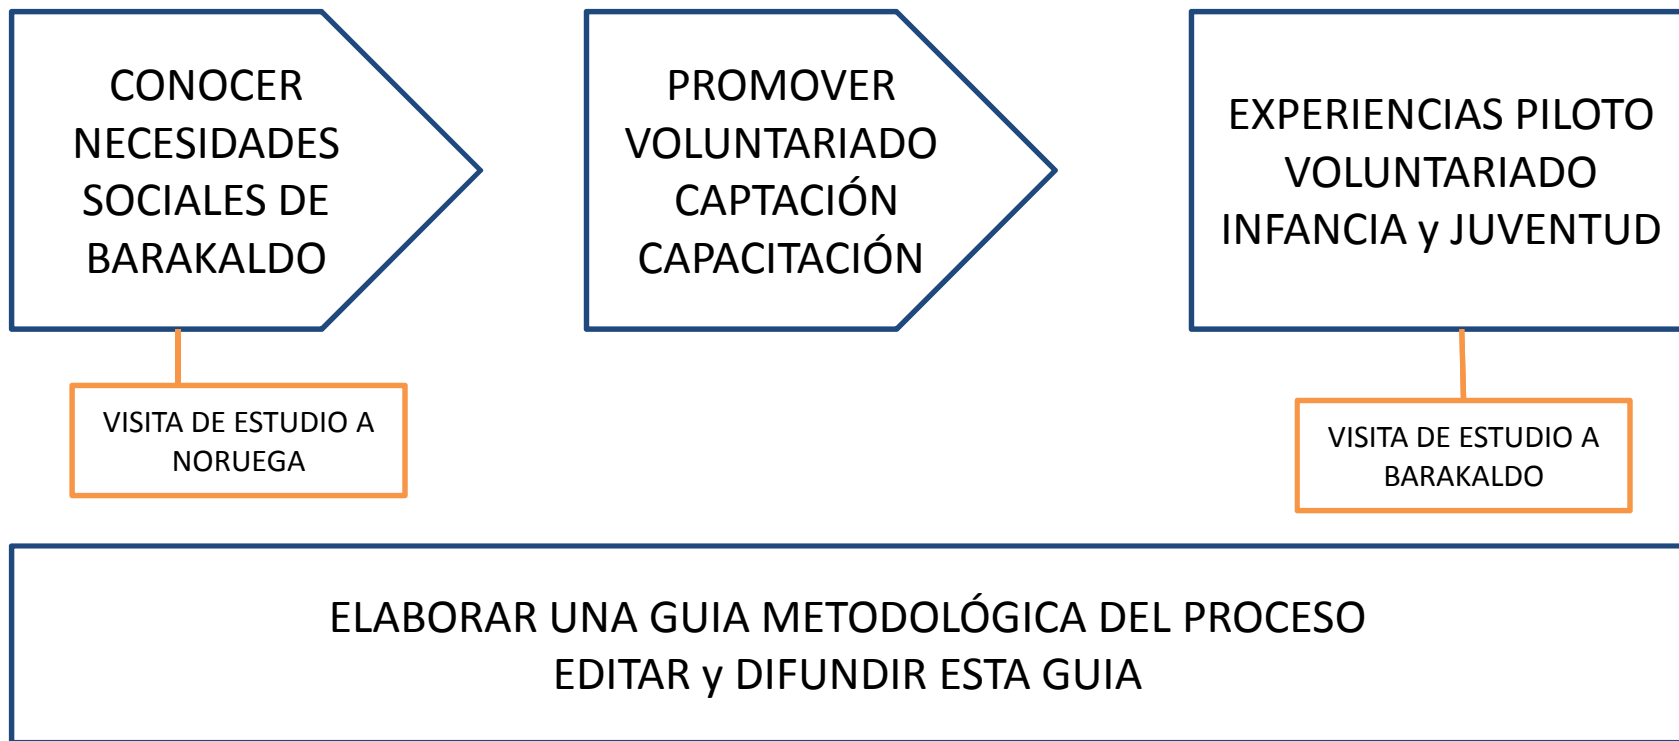 CONOCER
NECESIDADES
SOCIALES DE
BARAKALDO
PROMOVER
VOLUNTARIADO
CAPTACIÓN
CAPACITACIÓN
EXPERIENCIAS PILOTO
VOLUNTARIADO
INFANCIA y JUVENTUD
VISITA DE ESTUDIO A
NORUEGA
VISITA DE ESTUDIO A
BARAKALDO
ELABORAR UNA GUIA METODOLÓGICA DEL PROCESO
EDITAR y DIFUNDIR ESTA GUIA